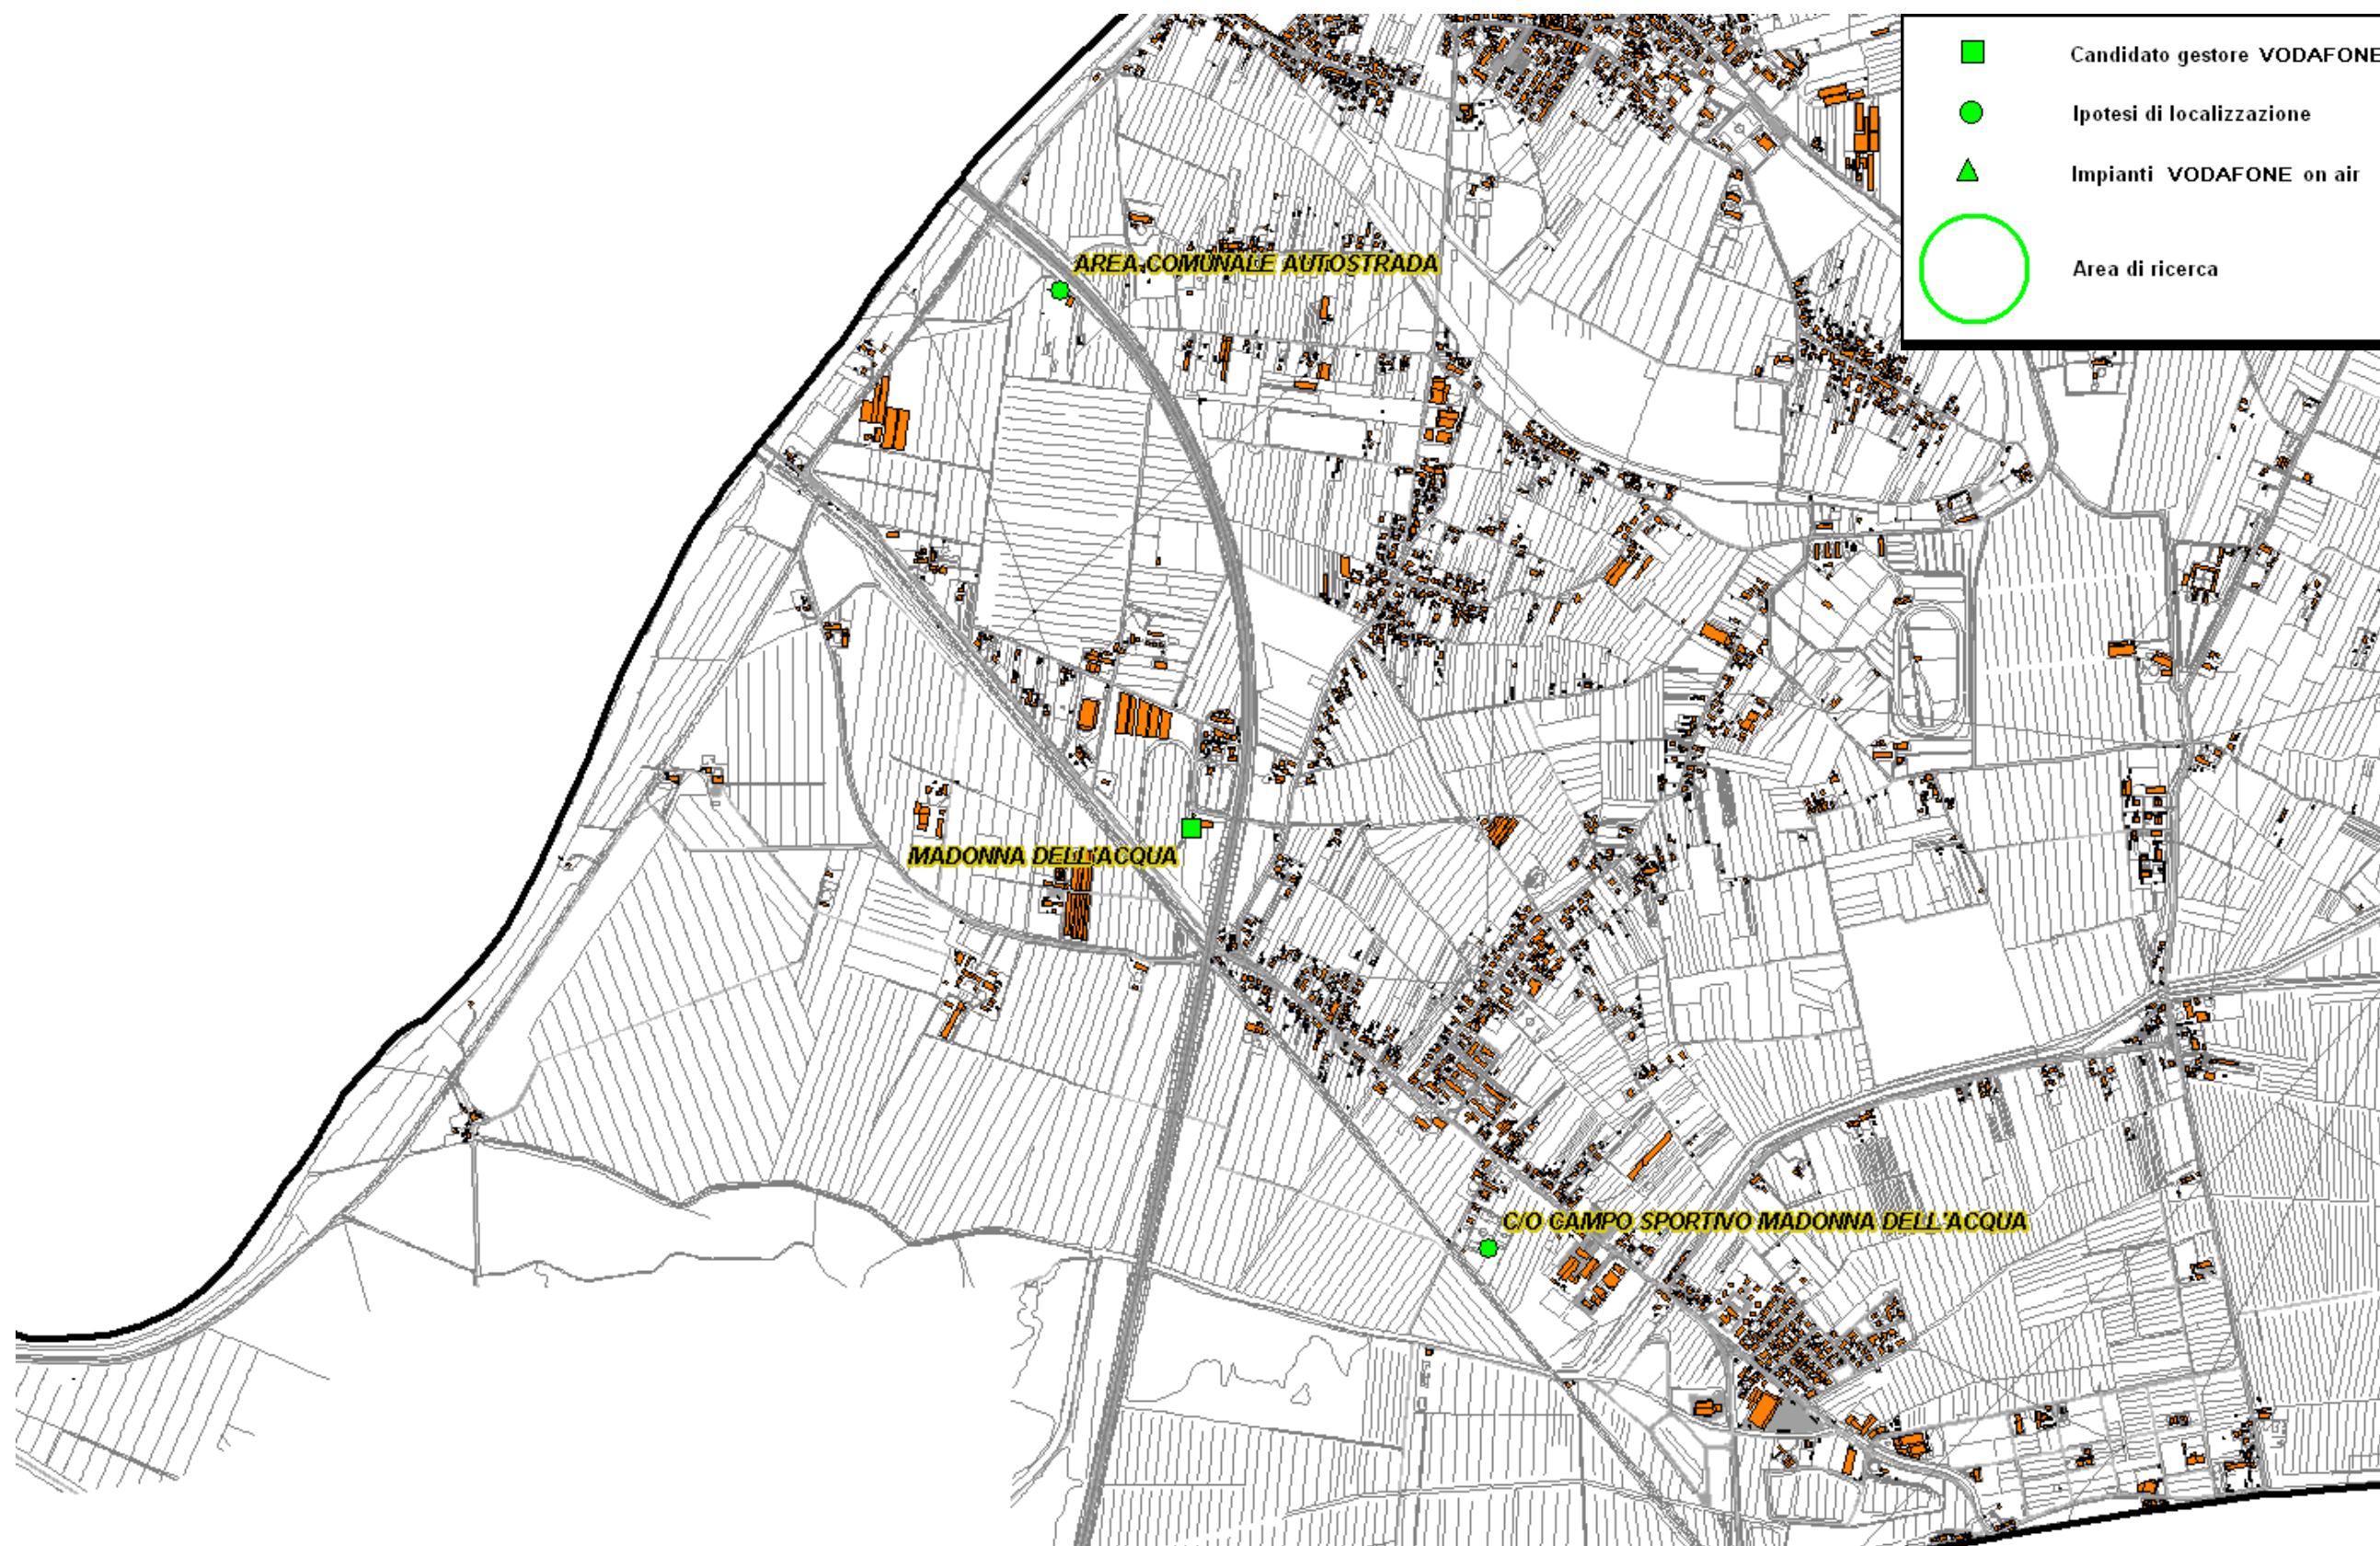 Candidato gestore VODAFONE
Ipotesi di localizzazione
Impianti VODAFONE on air
Area di ricerca
AREA COMUNALE AUTOSTRADA
MADONNA DELL'ACQUA
C/O CAMPO SPORTIVO MADONNA DELL'ACQUA